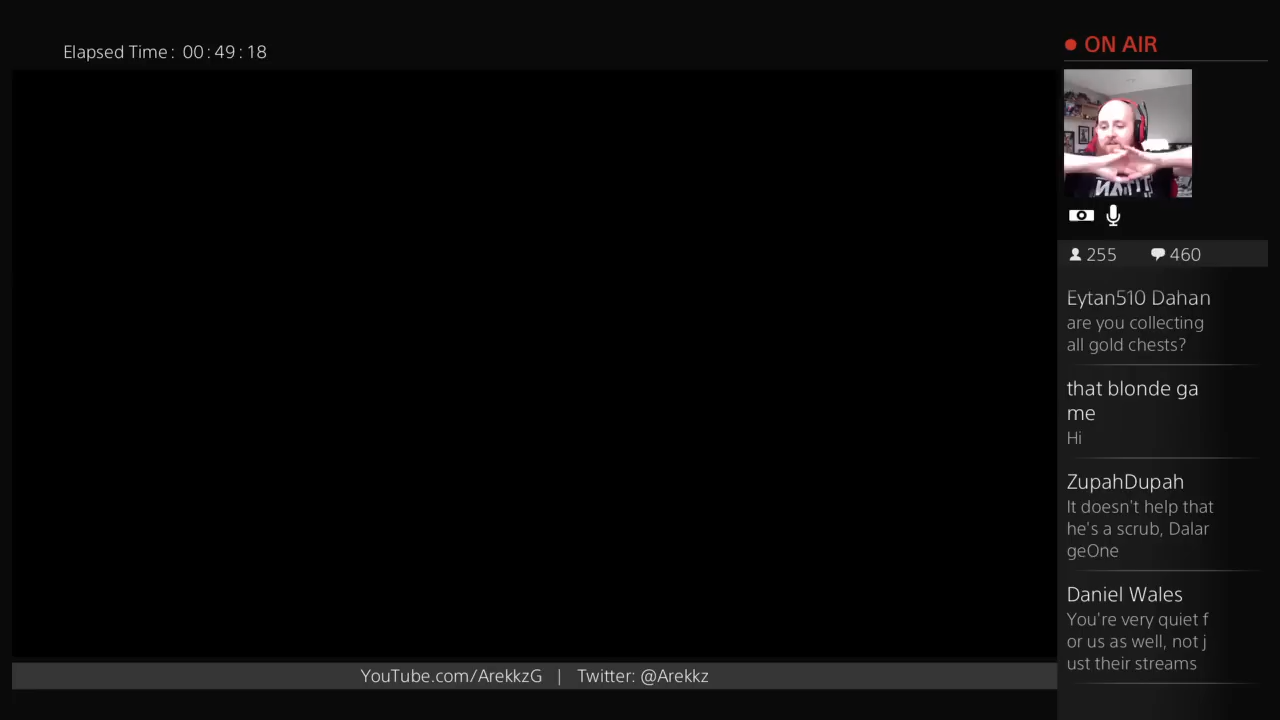 Elapsed Time: 00:49:18
ON AIR
255 460
Eytan510 Dahan
are you collecting
all gold chests?
that blonde ga
me
Hi
ZupahDupah
It doesn't help that
he's a scrub, Dalar
geOne
Daniel Wales
You're very quiet f
or us as well, not j
ust their streams
YouTube.com/ArekkzG | Twitter: @Arekkz